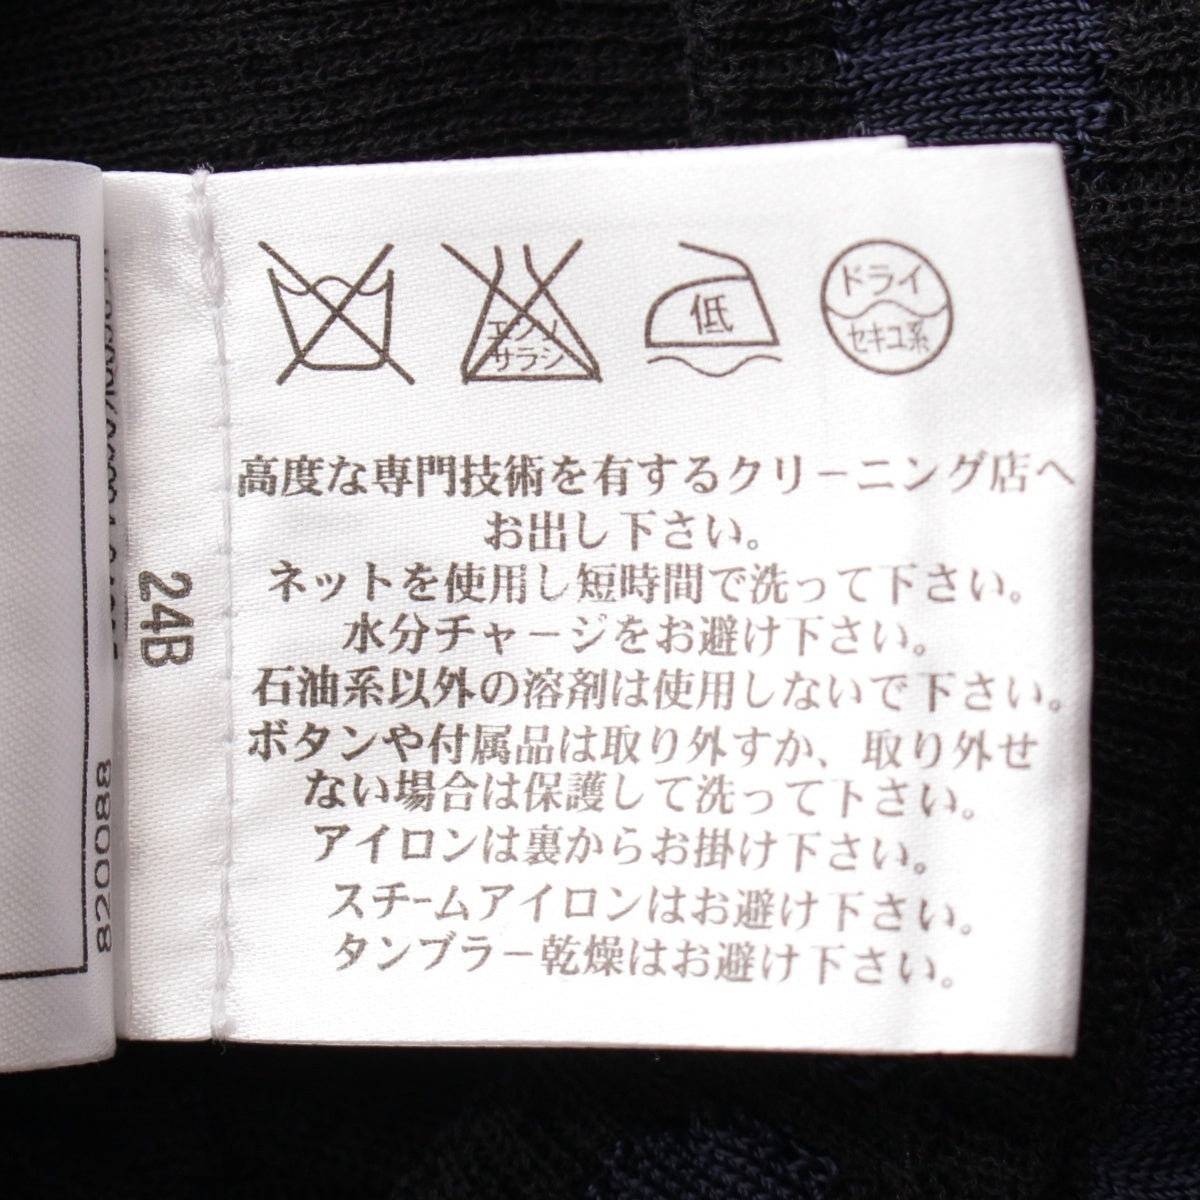 エンソ
サラシ
低
ドライ
セキユ系
高度な専門技術を有するクリーニング店へ
お出し下さい。
ネットを使用し短時間で洗って下さい。
水分チャージをお避け下さい。
石油系以外の溶剤は使用しないで下さい。
ボタンや付属品は取り外すか、取り外せ
ない場合は保護して洗って下さい。
アイロンは裏からお掛け下さい。
スチームアイロンはお避け下さい。
タンブラー乾燥はお避け下さい。
24B
820088